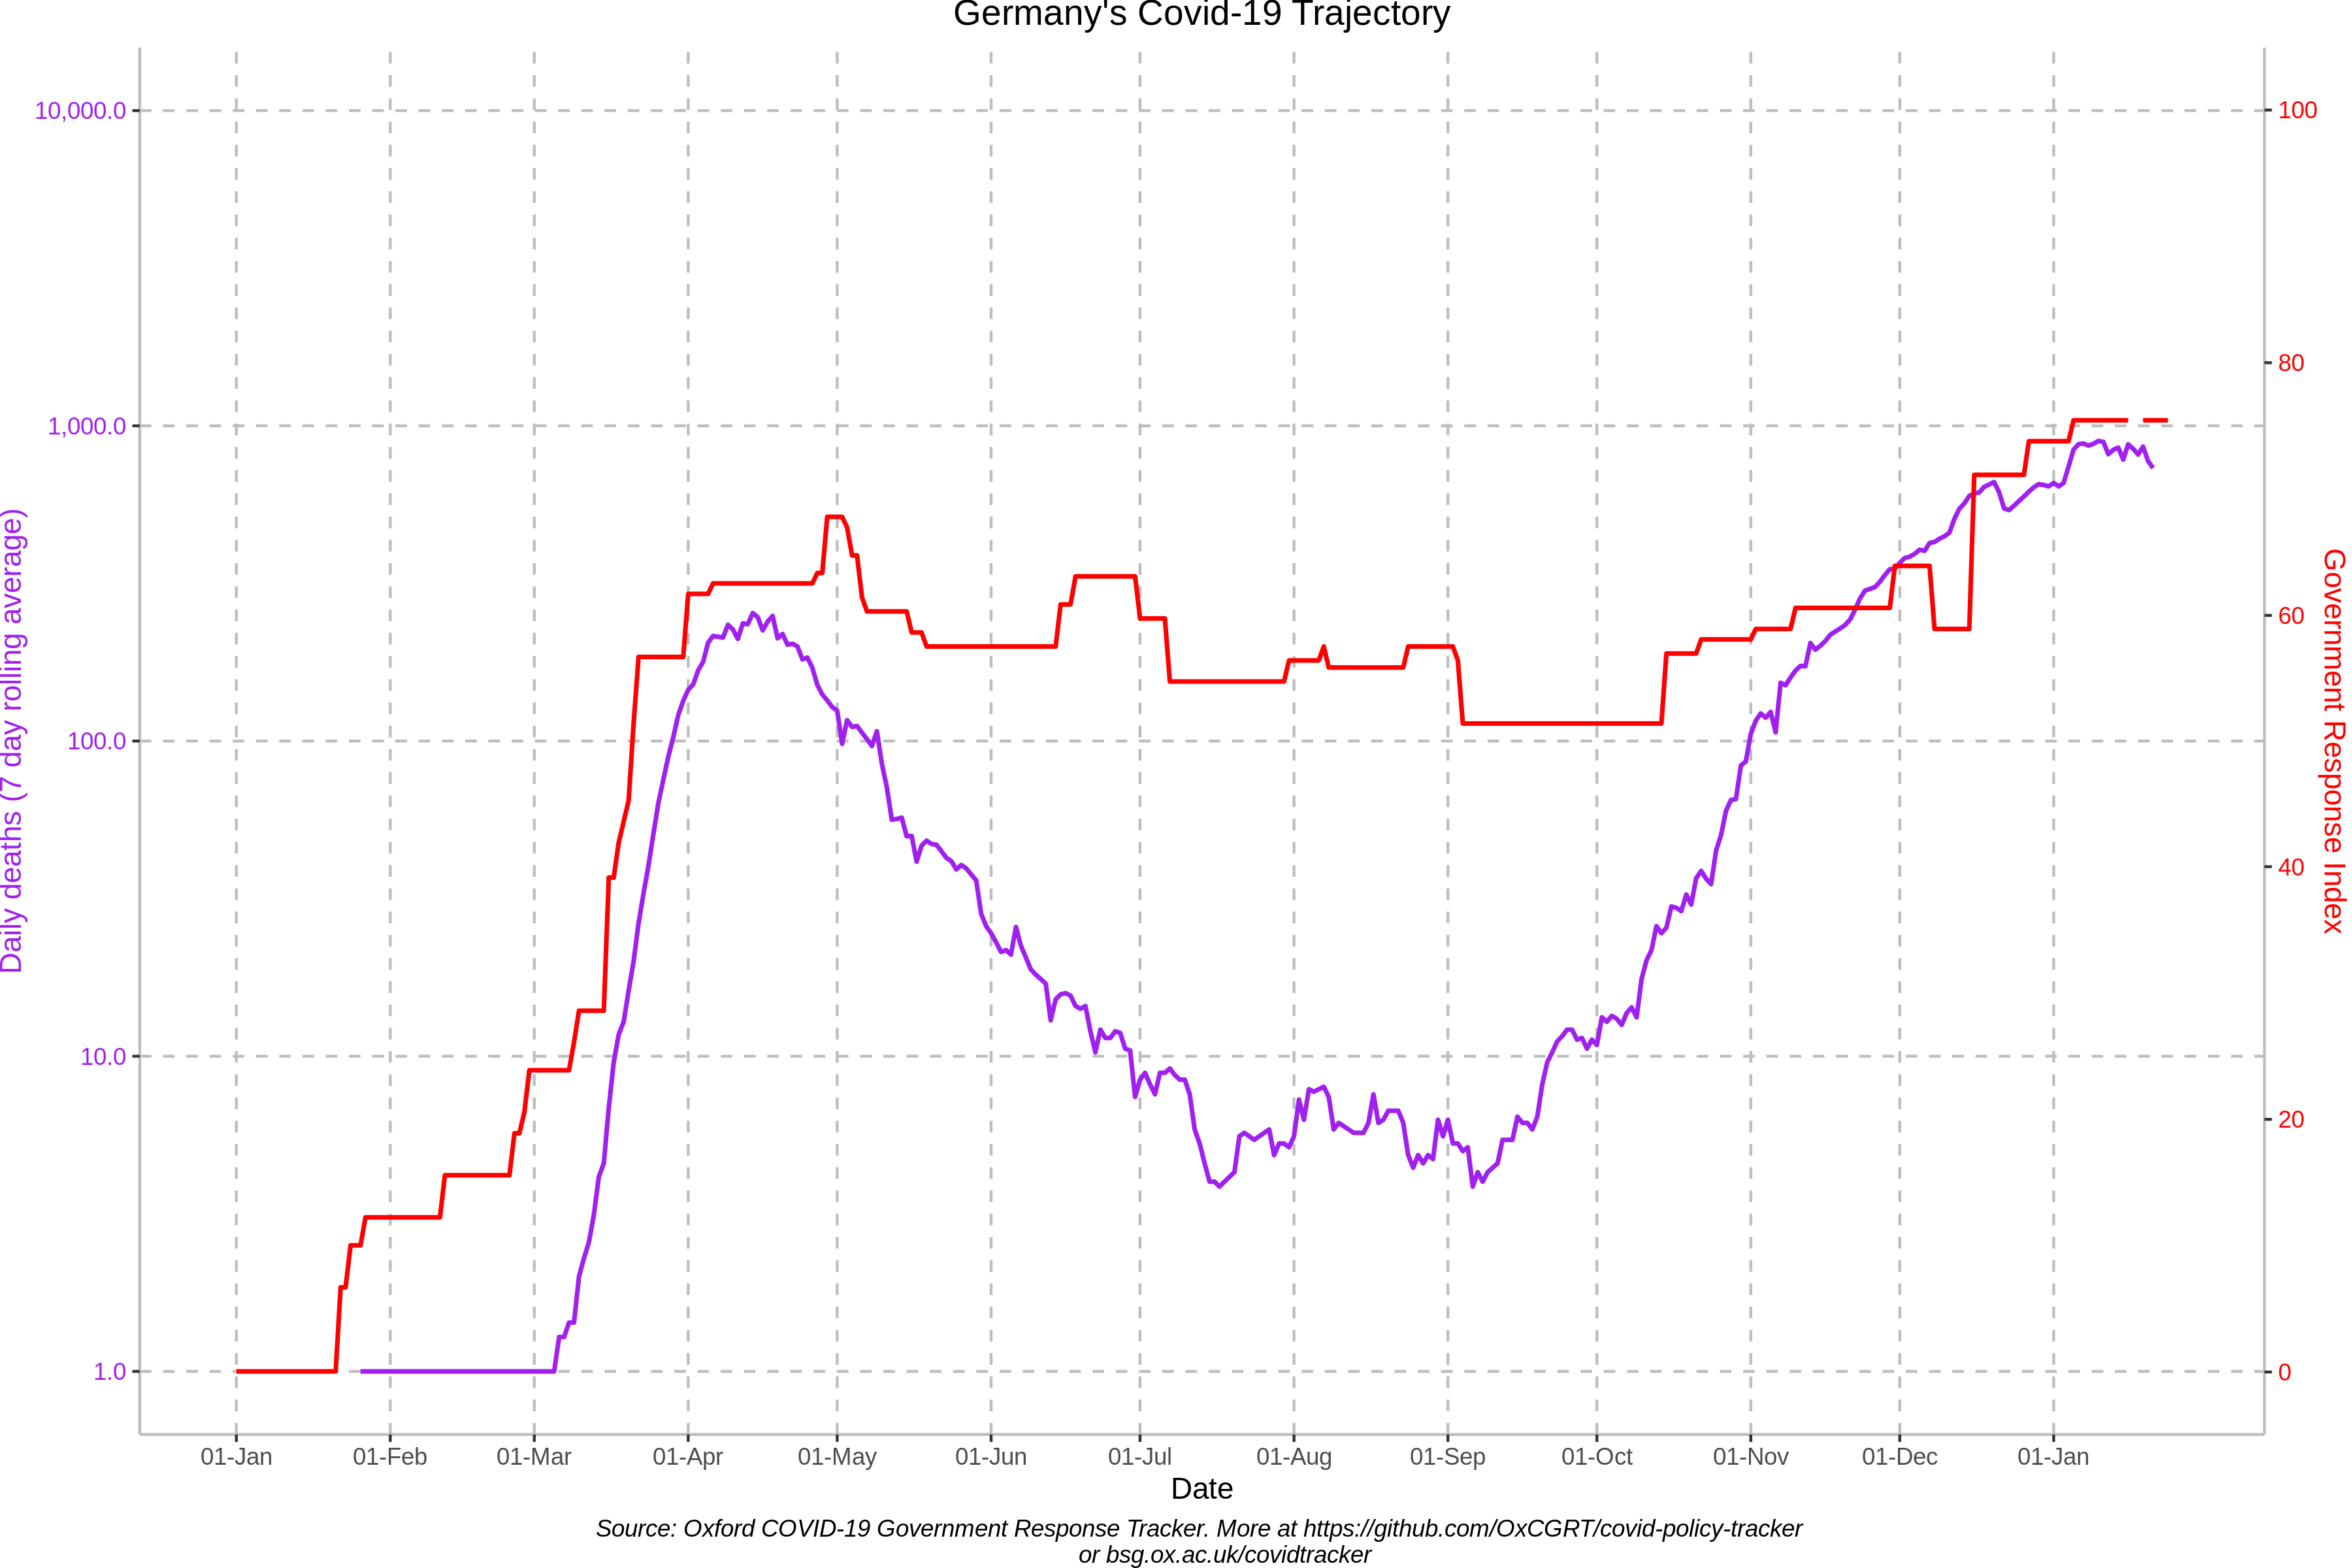 Germany's Covid-19 Trajectory
10,000.0
1,000.0
100.0
10.0
1.0
Daily deaths (7 day rolling average)
100
80
60
40
20
0
Government Response Index
01-Jan 01-Feb 01-Mar 01-Apr 01-May 01-Jun 01-Jul 01-Aug 01-Sep 01-Oct 01-Nov 01-Dec 01-Jan
Date
Source: Oxford COVID-19 Government Response Tracker. More at https://github.com/OxCGRT/covid-policy-tracker
or bsg.ox.ac.uk/covidtracker